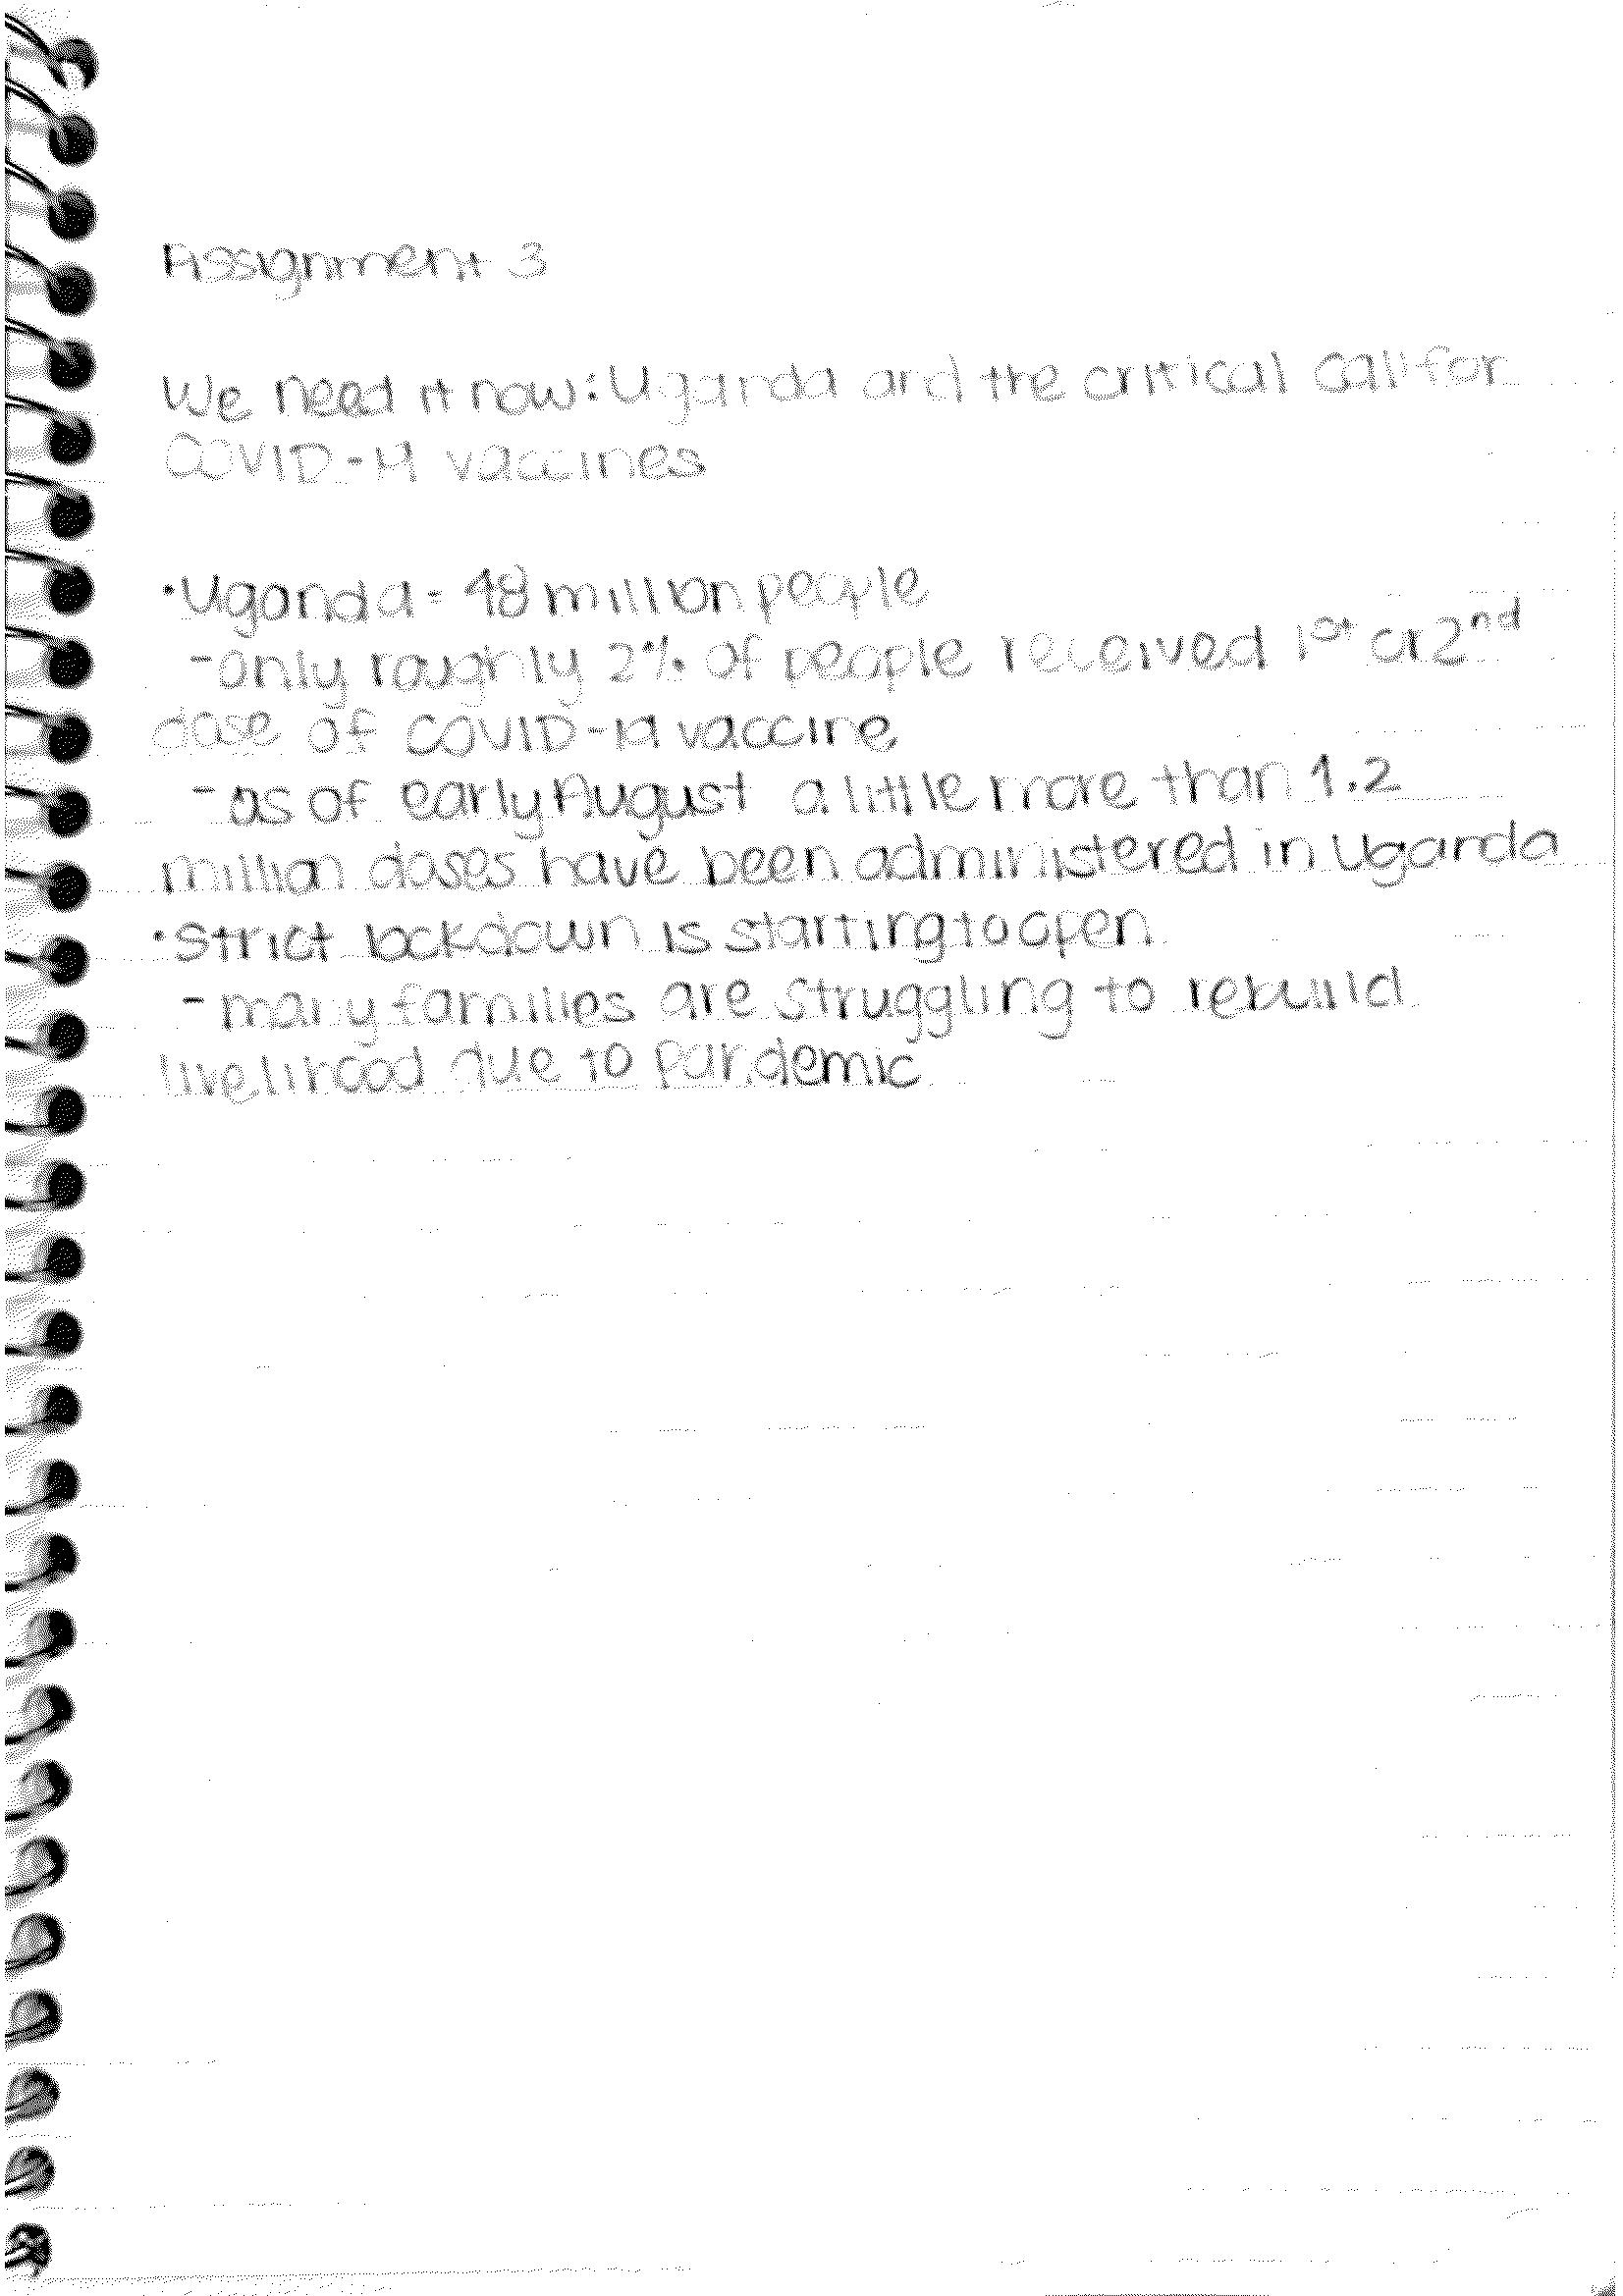 Assignment 3
We need it now: Uganda and the critical call for
COVID-19 vaccines
• Uganda = 48 million people
- only roughly 2% of people received 1st or 2nd
dose of COVID-19 vaccine
- as of early August a little more than 1.2
million doses have been administered in Uganda
• Strict lockdown is starting to open
- many families are struggling to rebuild
livelihood due to pandemic